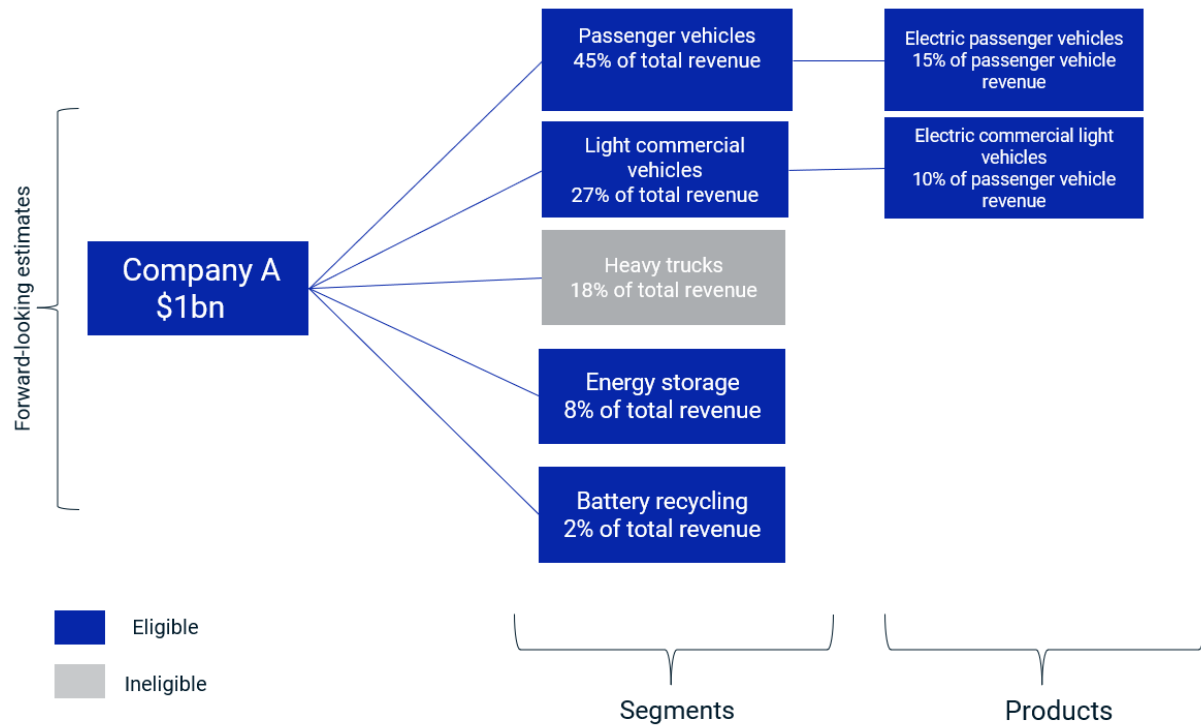 Passenger vehicles
45% of total revenue
Electric passenger vehicles
15% of passenger vehicle
revenue
Light commercial
vehicles
27% of total revenue
Electric commercial light
vehicles
10% of passenger vehicle
revenue
Forward-looking estimates
Company A
$1bn
Heavy trucks
18% of total revenue
Energy storage
8% of total revenue
Battery recycling
2% of total revenue
Eligible
Ineligible
Segments
Products